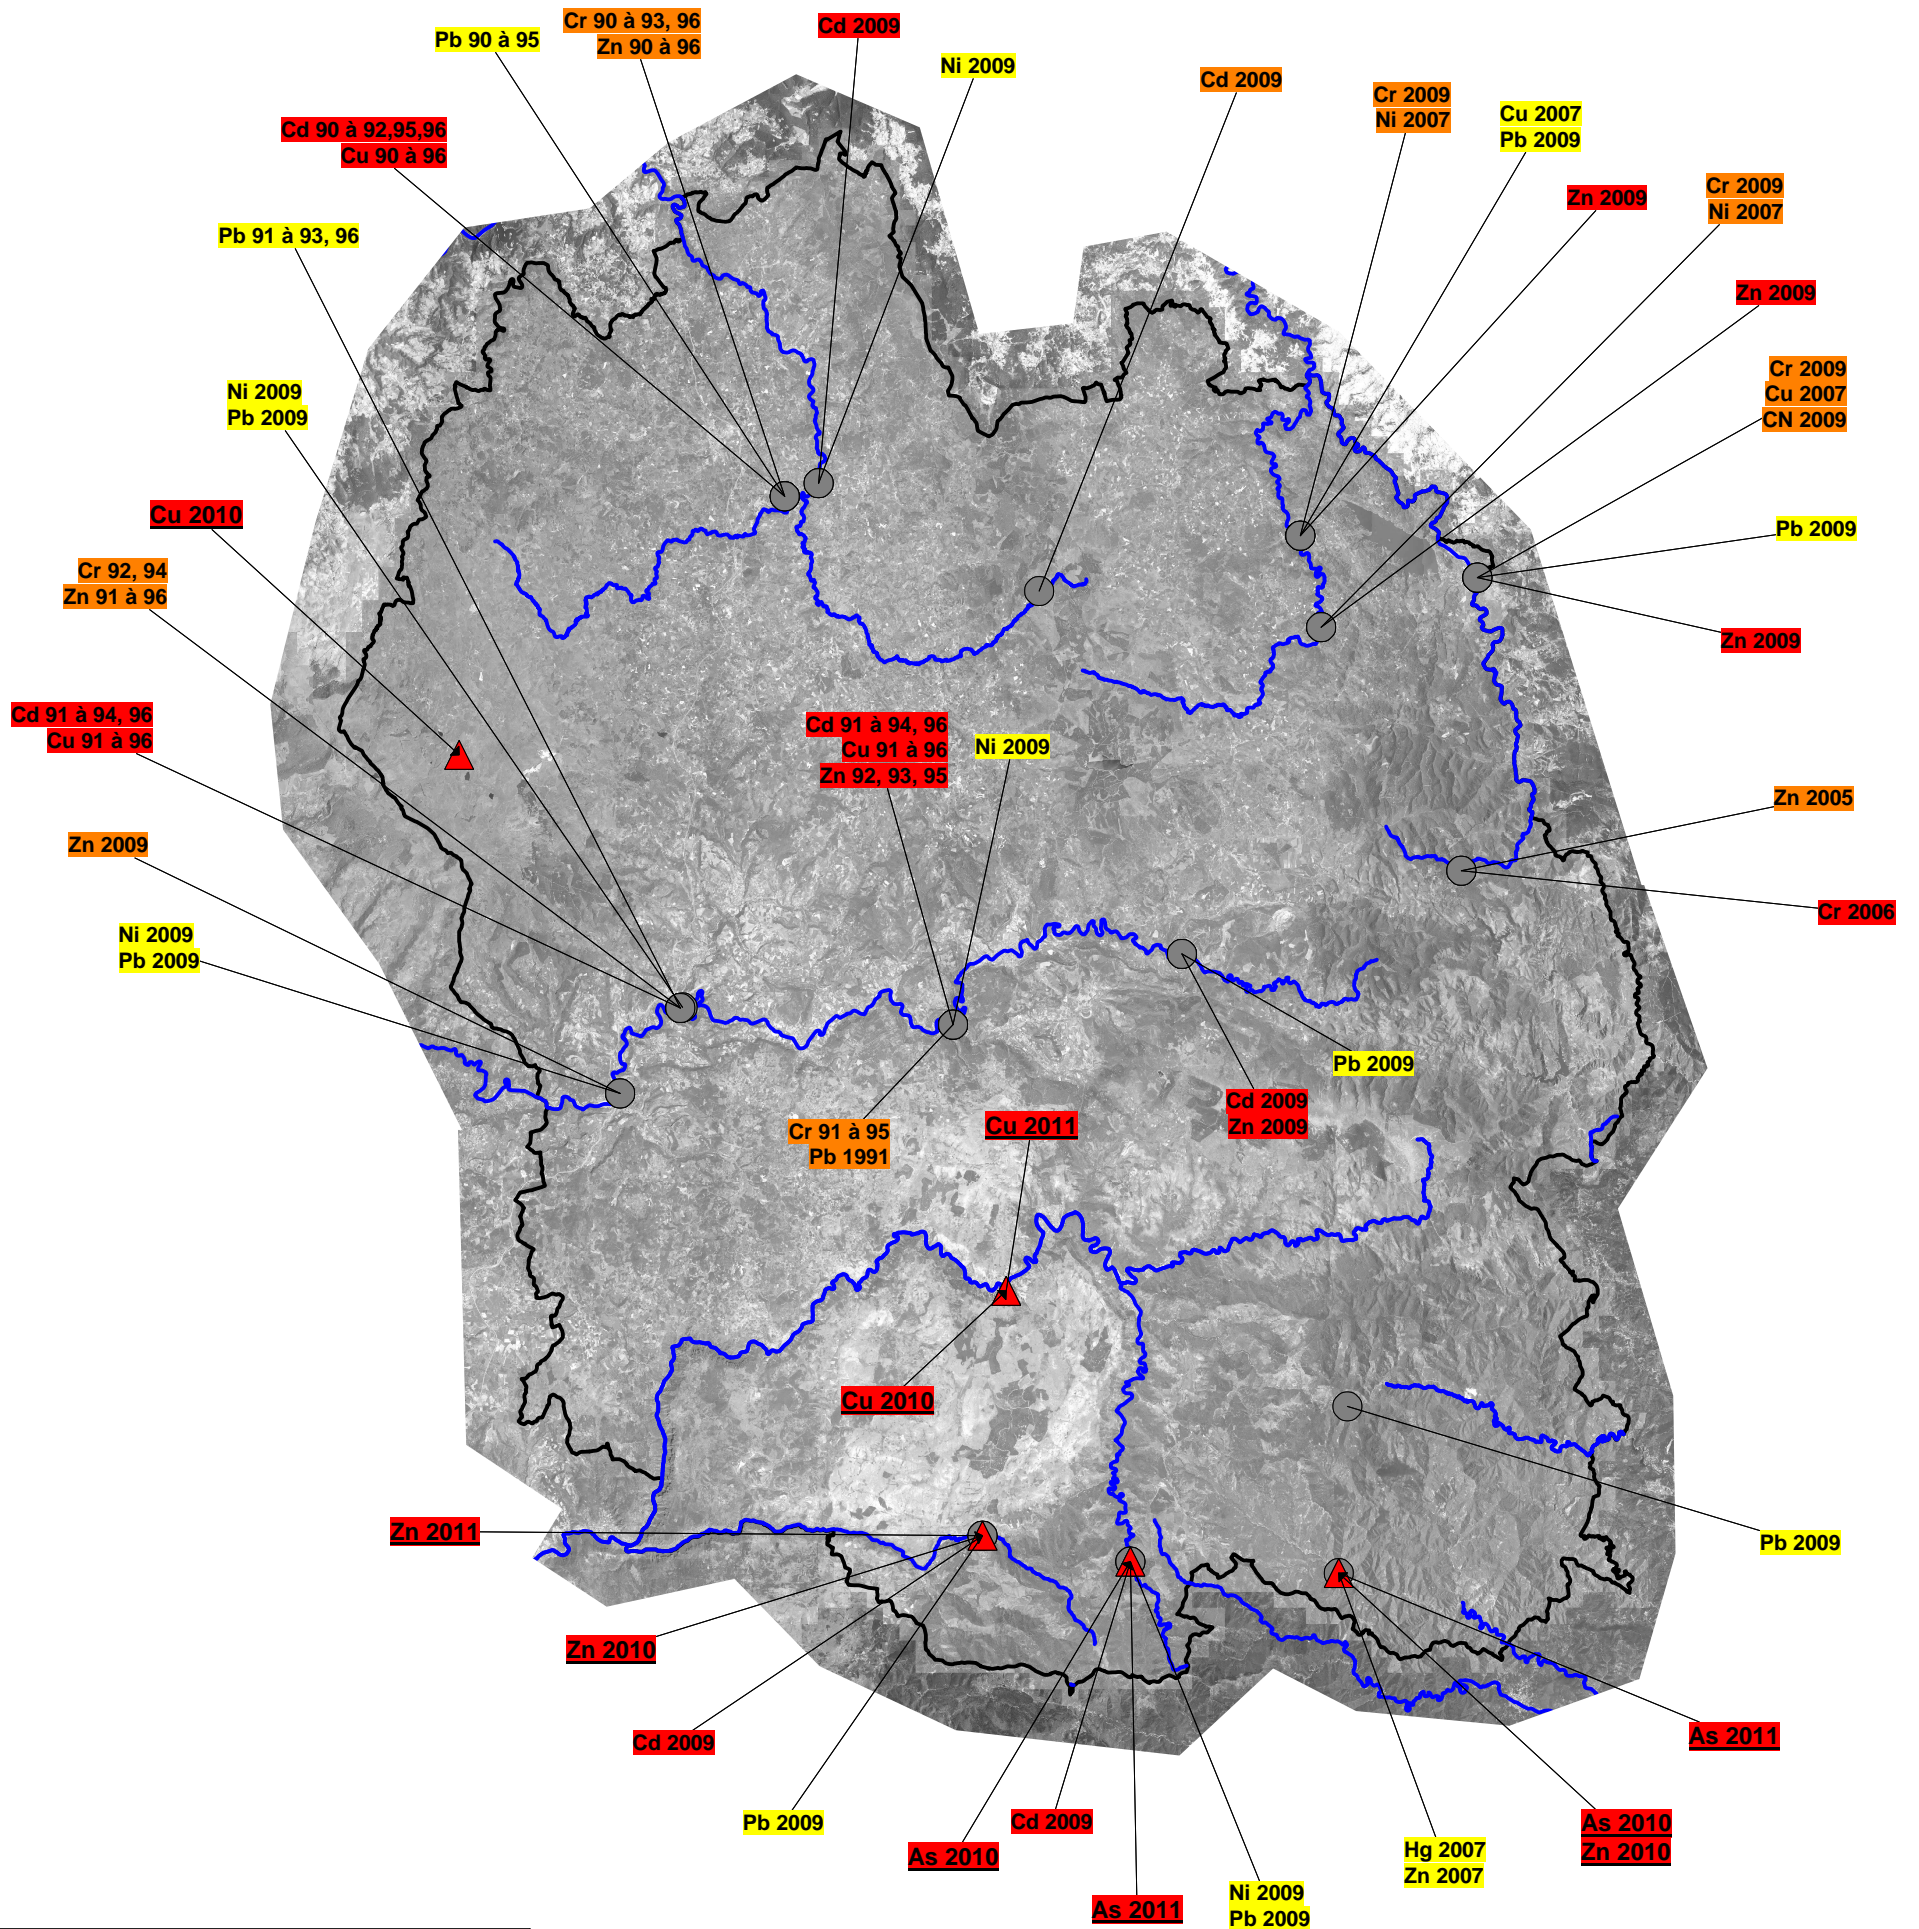 Cr 90 à 93, 96
Zn 90 à 96
Cd 2009
Pb 90 à 95
Ni 2009
Cd 2009
Cr 2009
Ni 2007
Cu 2007
Pb 2009
Cd 90 à 92,95,96
Cu 90 à 96
Zn 2009
Cr 2009
Ni 2007
Pb 91 à 93, 96
Zn 2009
Ni 2009
Pb 2009
Cr 2009
Cu 2007
CN 2009
Cu 2010
Pb 2009
Cr 92, 94
Zn 91 à 96
Zn 2009
Cd 91 à 94, 96
Cu 91 à 96
Cd 91 à 94, 96
Cu 91 à 96
Zn 92, 93, 95
Ni 2009
Zn 2005
Zn 2009
Cr 2006
Ni 2009
Pb 2009
Pb 2009
Cd 2009
Zn 2009
Cu 2011
Cr 91 à 95
Pb 1991
Cu 2010
Zn 2011
Pb 2009
Zn 2010
Cd 2009
As 2011
Pb 2009
Cd 2009
As 2010
Zn 2010
As 2010
Hg 2007
Zn 2007
As 2011
Ni 2009
Pb 2009